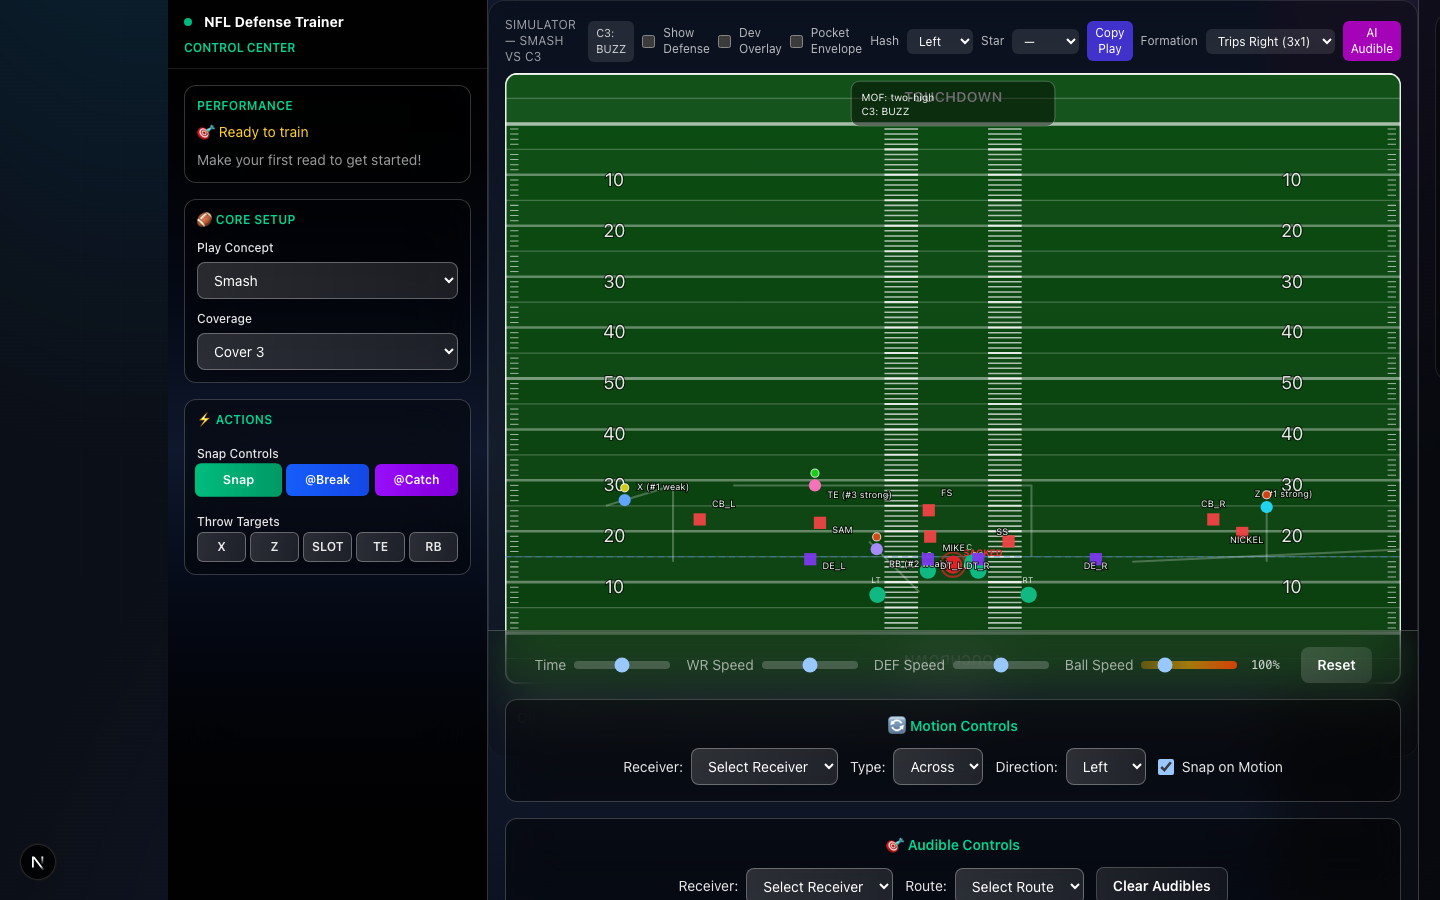 NFL Defense Trainer
CONTROL CENTER
PERFORMANCE
🎯 Ready to train
Make your first read to get started!
🏈 CORE SETUP
Play Concept
Smash
Coverage
Cover 3
⚡ ACTIONS
Snap Controls
Snap
@Break
@Catch
Throw Targets
X
Z
SLOT
TE
RB
N
SIMULATOR
— SMASH
VS C3
C3:
BUZZ
Show
Defense
Dev
Overlay
Pocket
Envelope
Hash
Left
Star
—
Copy
Play
Formation
Trips Right (3x1)
AI
Audible
TOUCHDOWN
MOF: two-high
C3: BUZZ
10 10
20 20
30 30
40 40
50 50
40 40
30 30
X (#1 weak)
TE (#3 strong)
FS
Z (#1 strong)
CB_L
CB_R
20 20
SAM
SS
NICKEL
MIKE
C
DE_L
RB (#2 weak)
DT_L
DT_R
DE_R
LT
RT
10 10
TOUCHDOWN
Time
WR Speed
DEF Speed
Ball Speed
100%
Reset
🔄 Motion Controls
Receiver:
Select Receiver
Type:
Across
Direction:
Left
Snap on Motion
🎯 Audible Controls
Receiver:
Select Receiver
Route:
Select Route
Clear Audibles